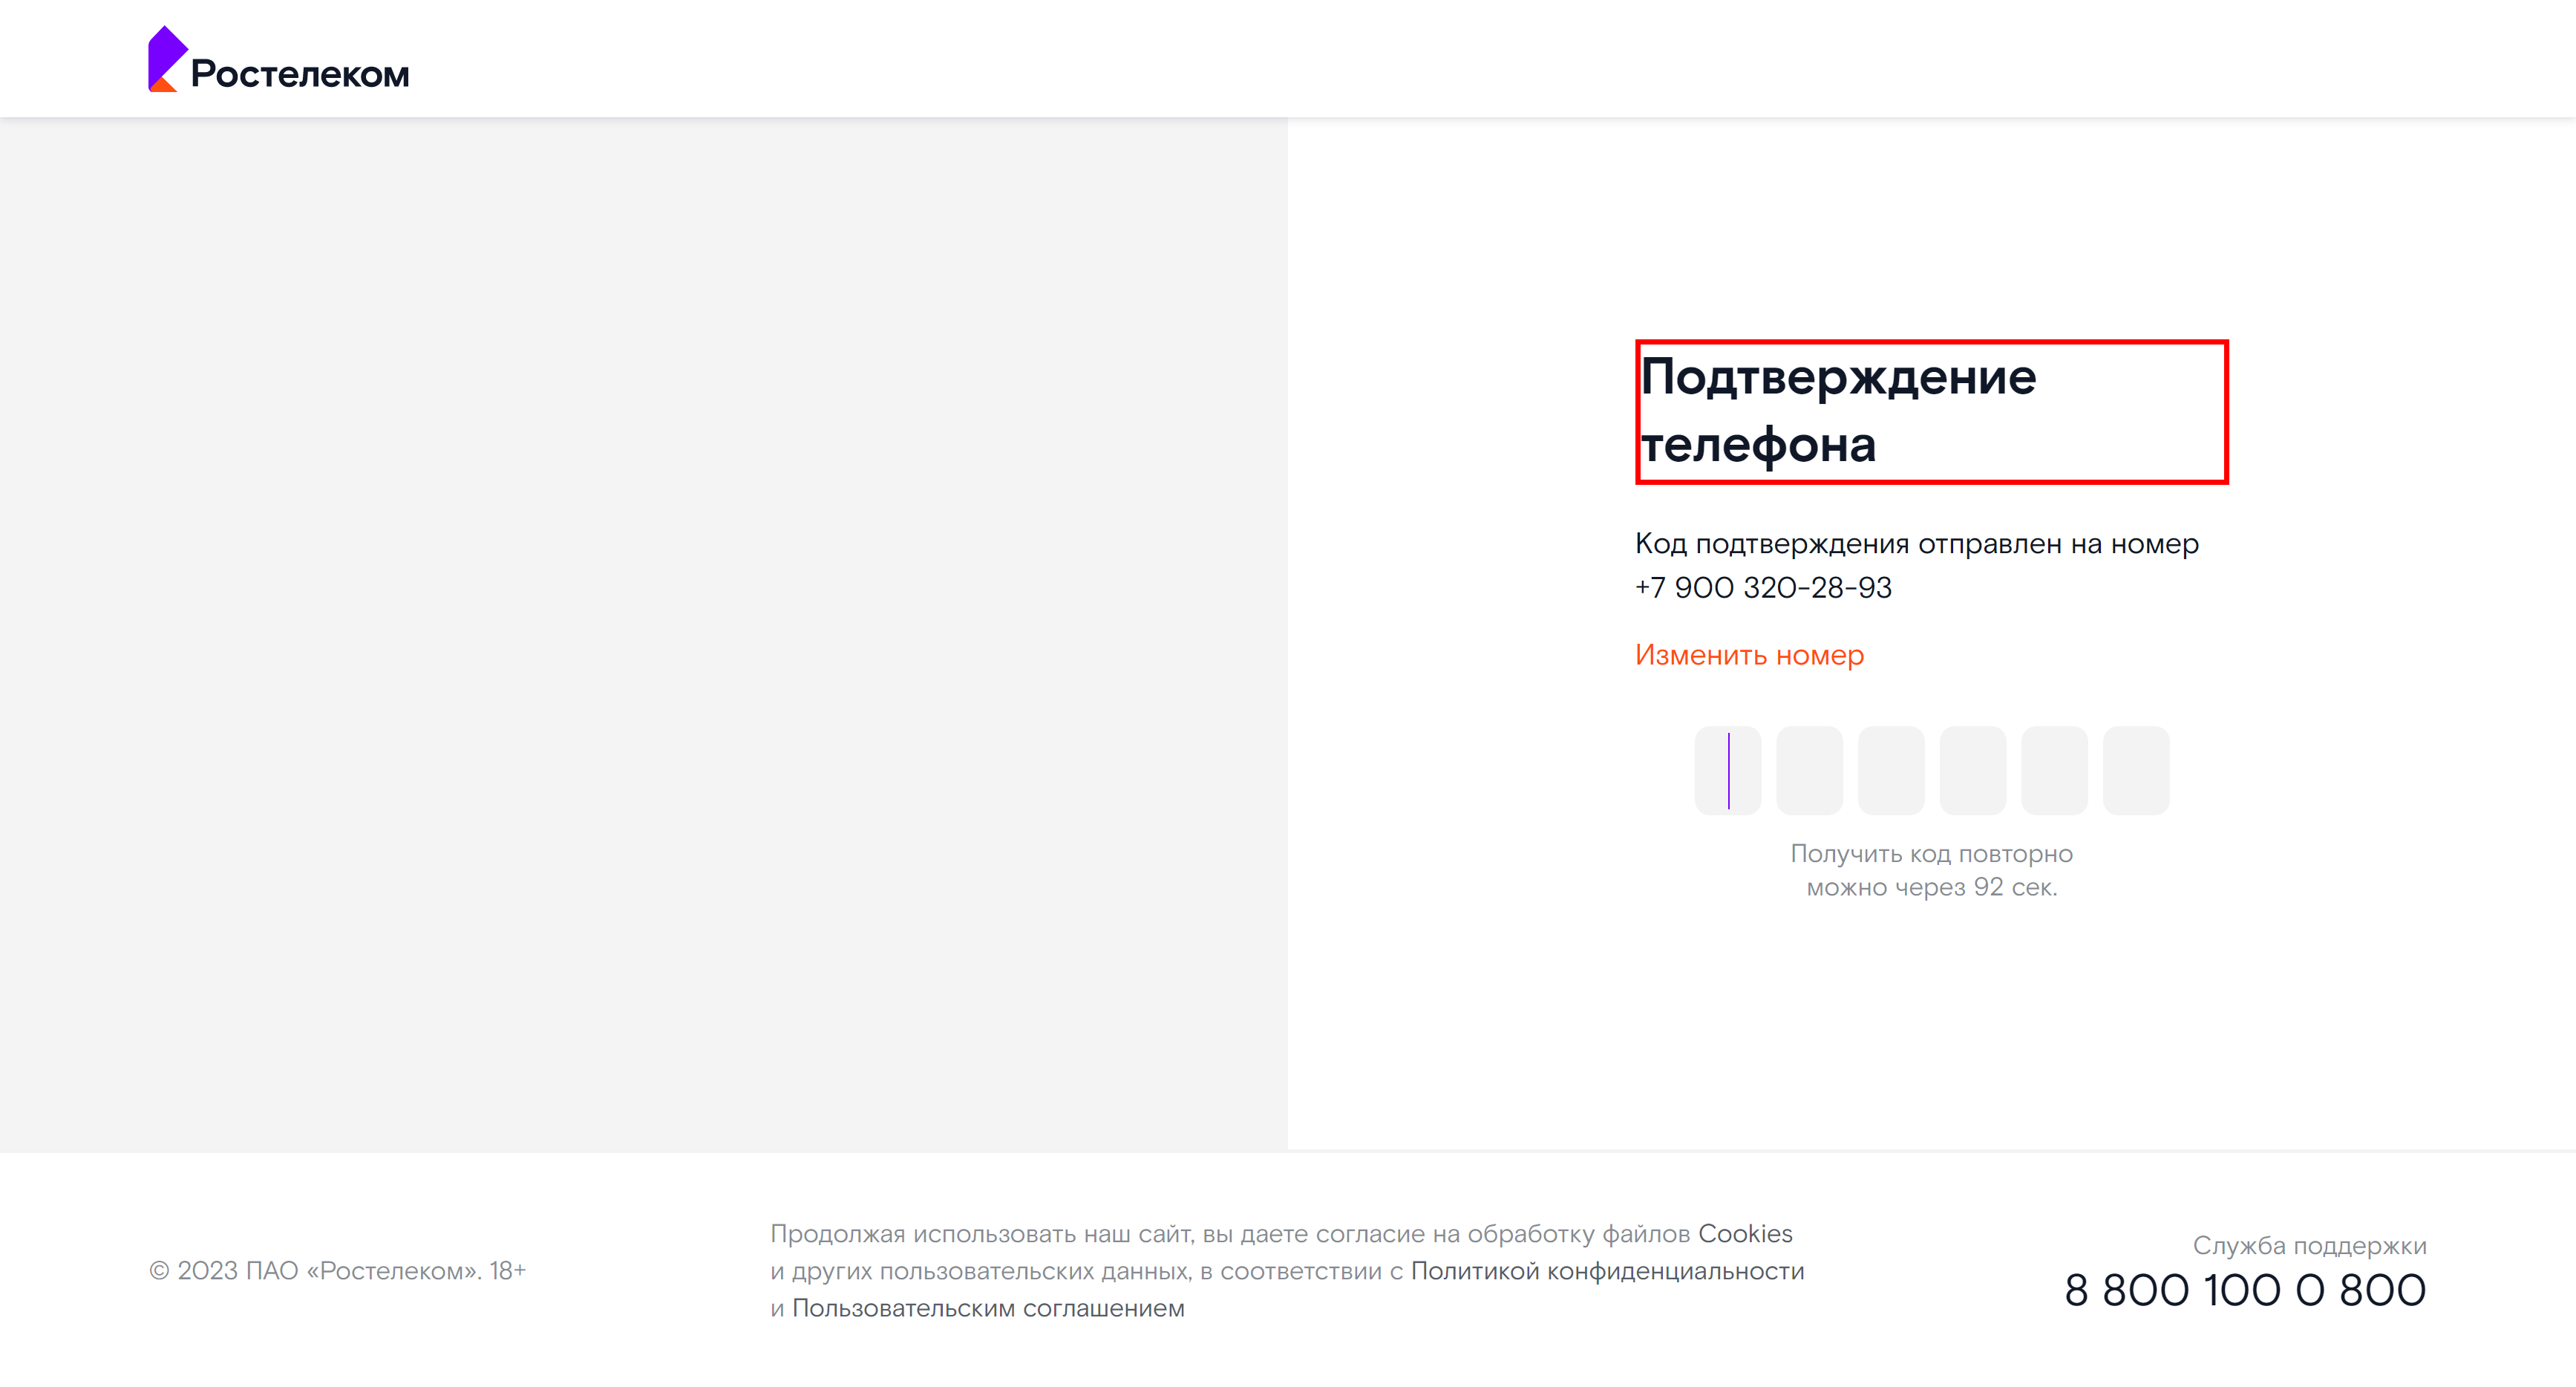 Ростелеком
Подтверждение
телефона
Код подтверждения отправлен на номер
+7 900 320-28-93
Изменить номер
Получить код повторно
можно через 92 сек.
© 2023 ПАО «Ростелеком». 18+
Продолжая использовать наш сайт, вы даете согласие на обработку файлов Cookies
и других пользовательских данных, в соответствии с Политикой конфиденциальности
и Пользовательским соглашением
Служба поддержки
8 800 100 0 800